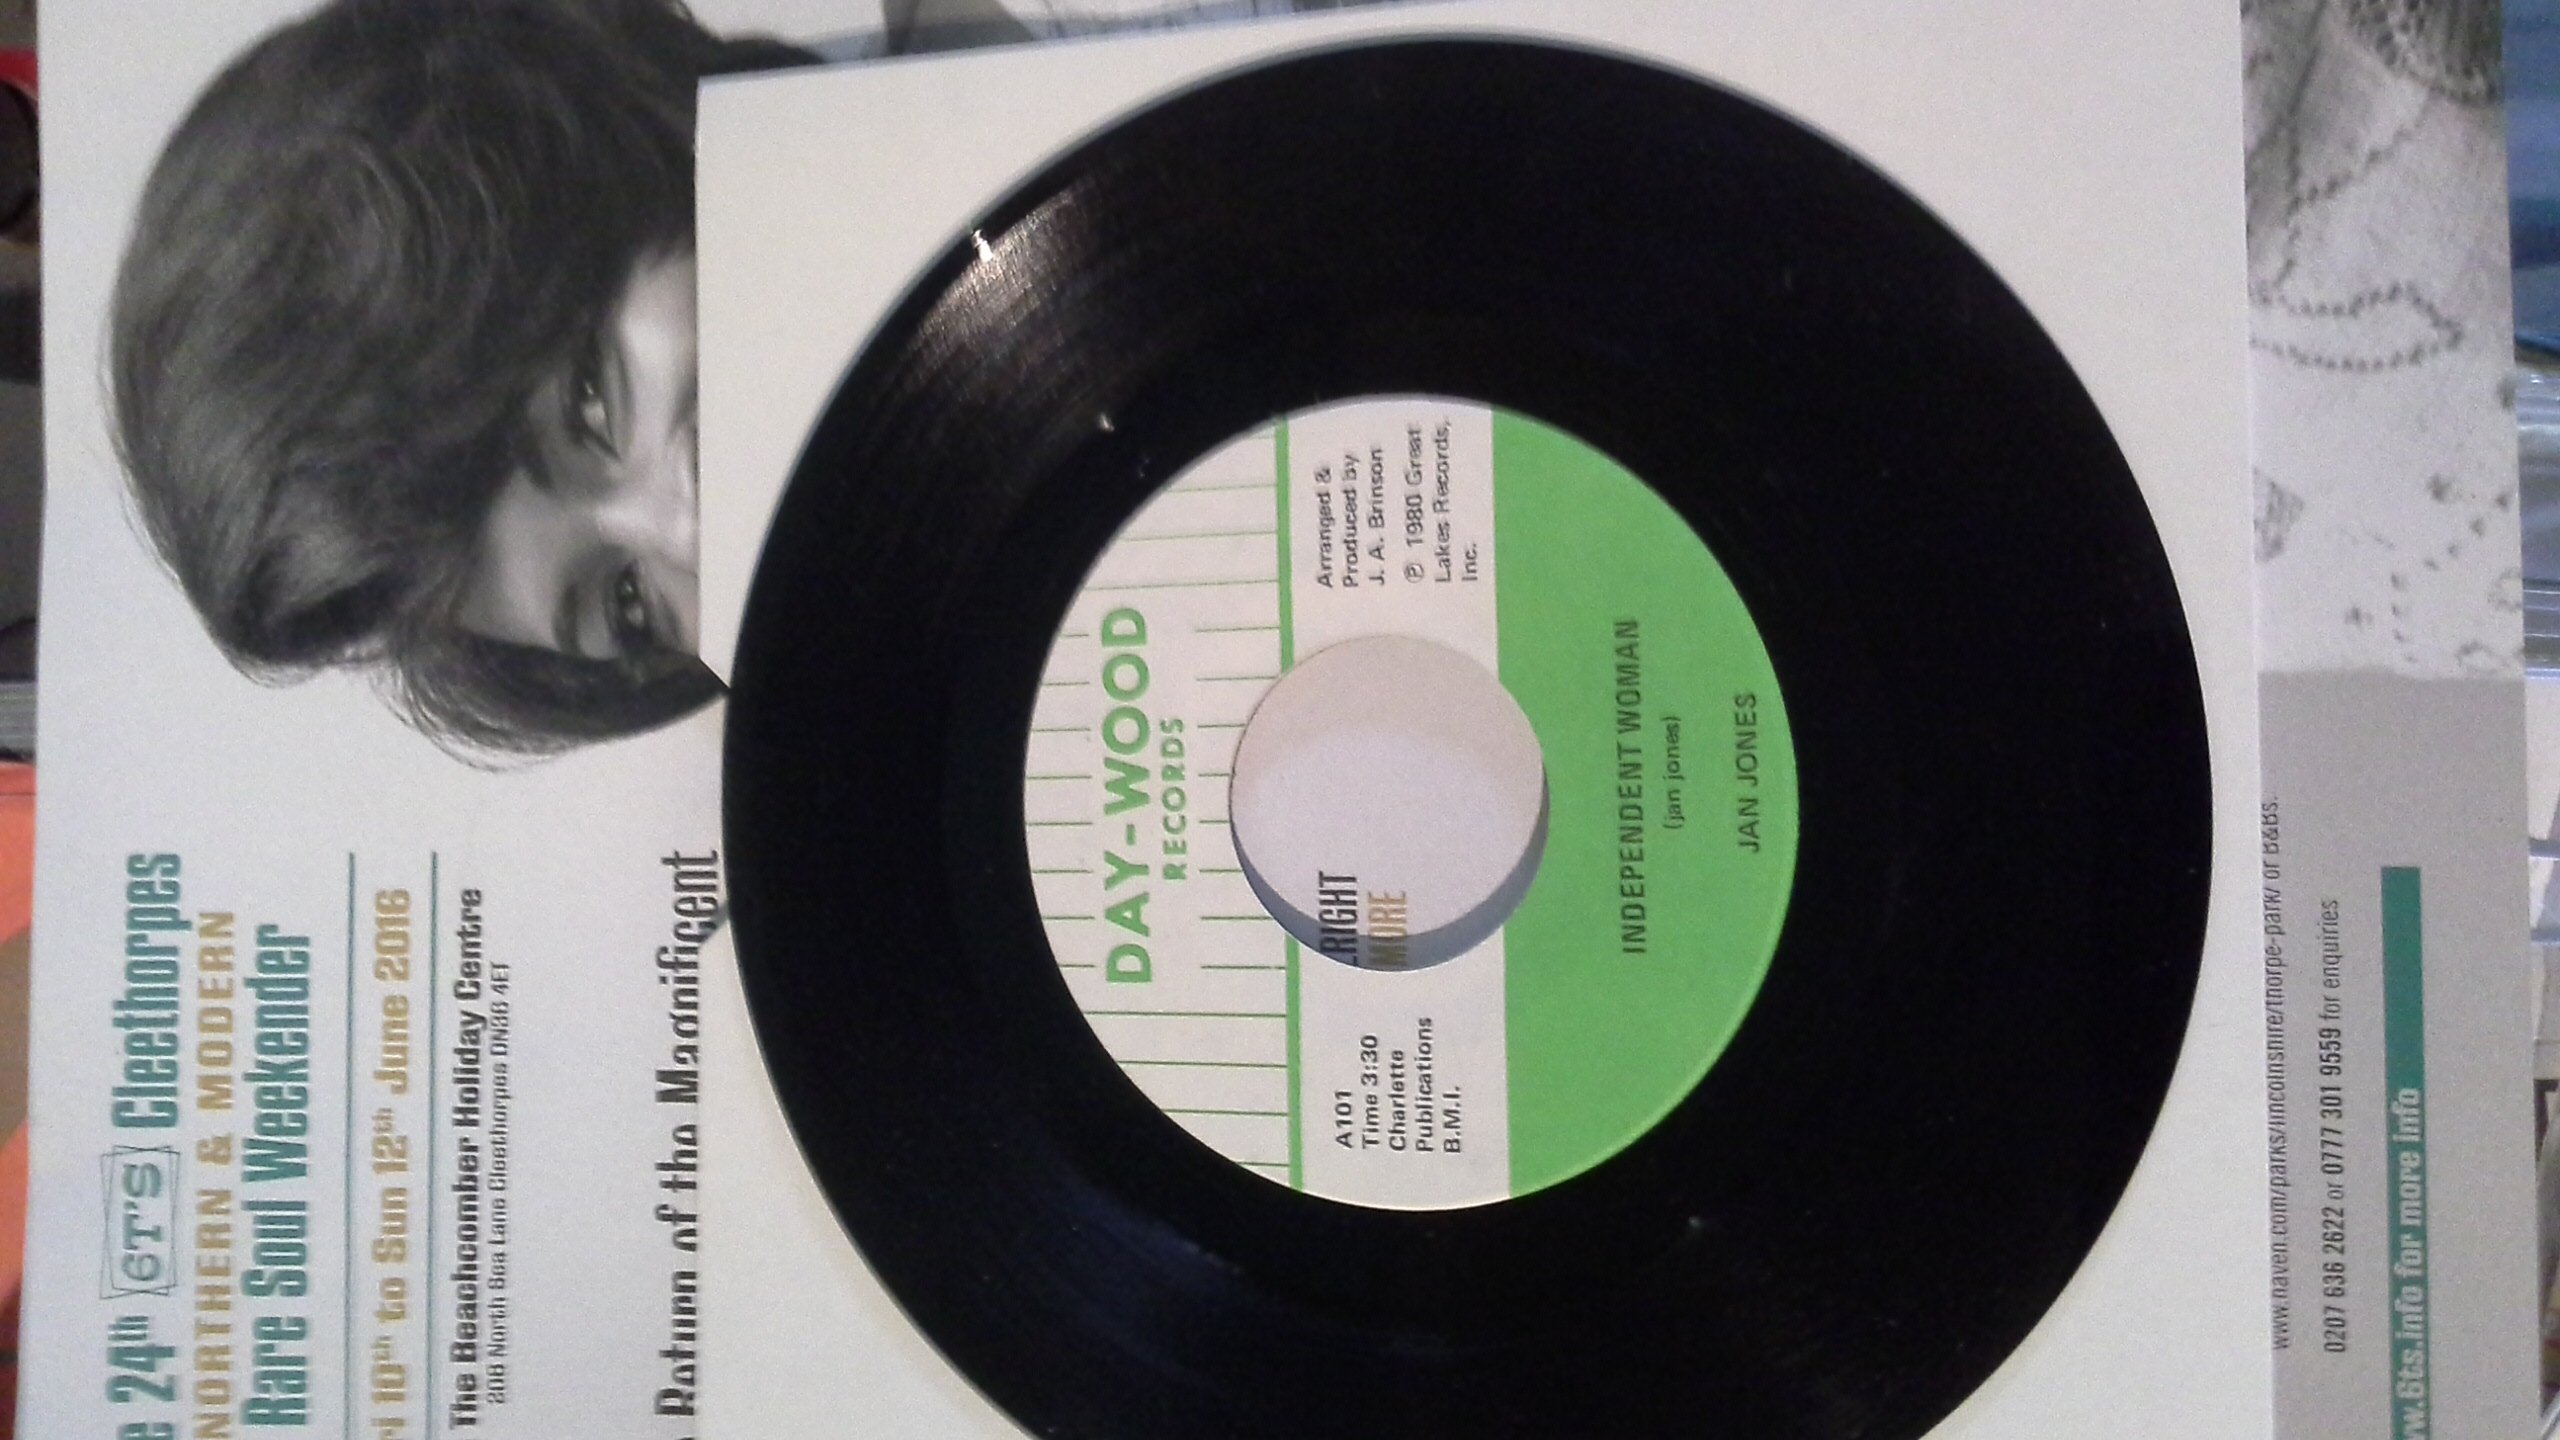 24th 6T'S Cleethorpes
NORTHERN & MODERN
Rare Soul Weekender
10th to Sun 12th June 2016
The Beachcomber Holiday Centre
208 North Sea Lane Cleethorpes DN36 4ET
Return of the Magnificent
DAY-WOOD
RECORDS
A101
Time 3:30
Charlette
Publications
B.M.I.
Arranged &
Produced by
J. A. Brinson
℗ 1980 Great
Lakes Records,
Inc.
MORE
INDEPENDENT WOMAN
(jan jones)
JAN JONES
www.haven.com/parks/lincolnshire/thorpe-park/ or B&Bs.
0207 636 2622 or 0777 301 9559 for enquiries
w.6ts.info for more info